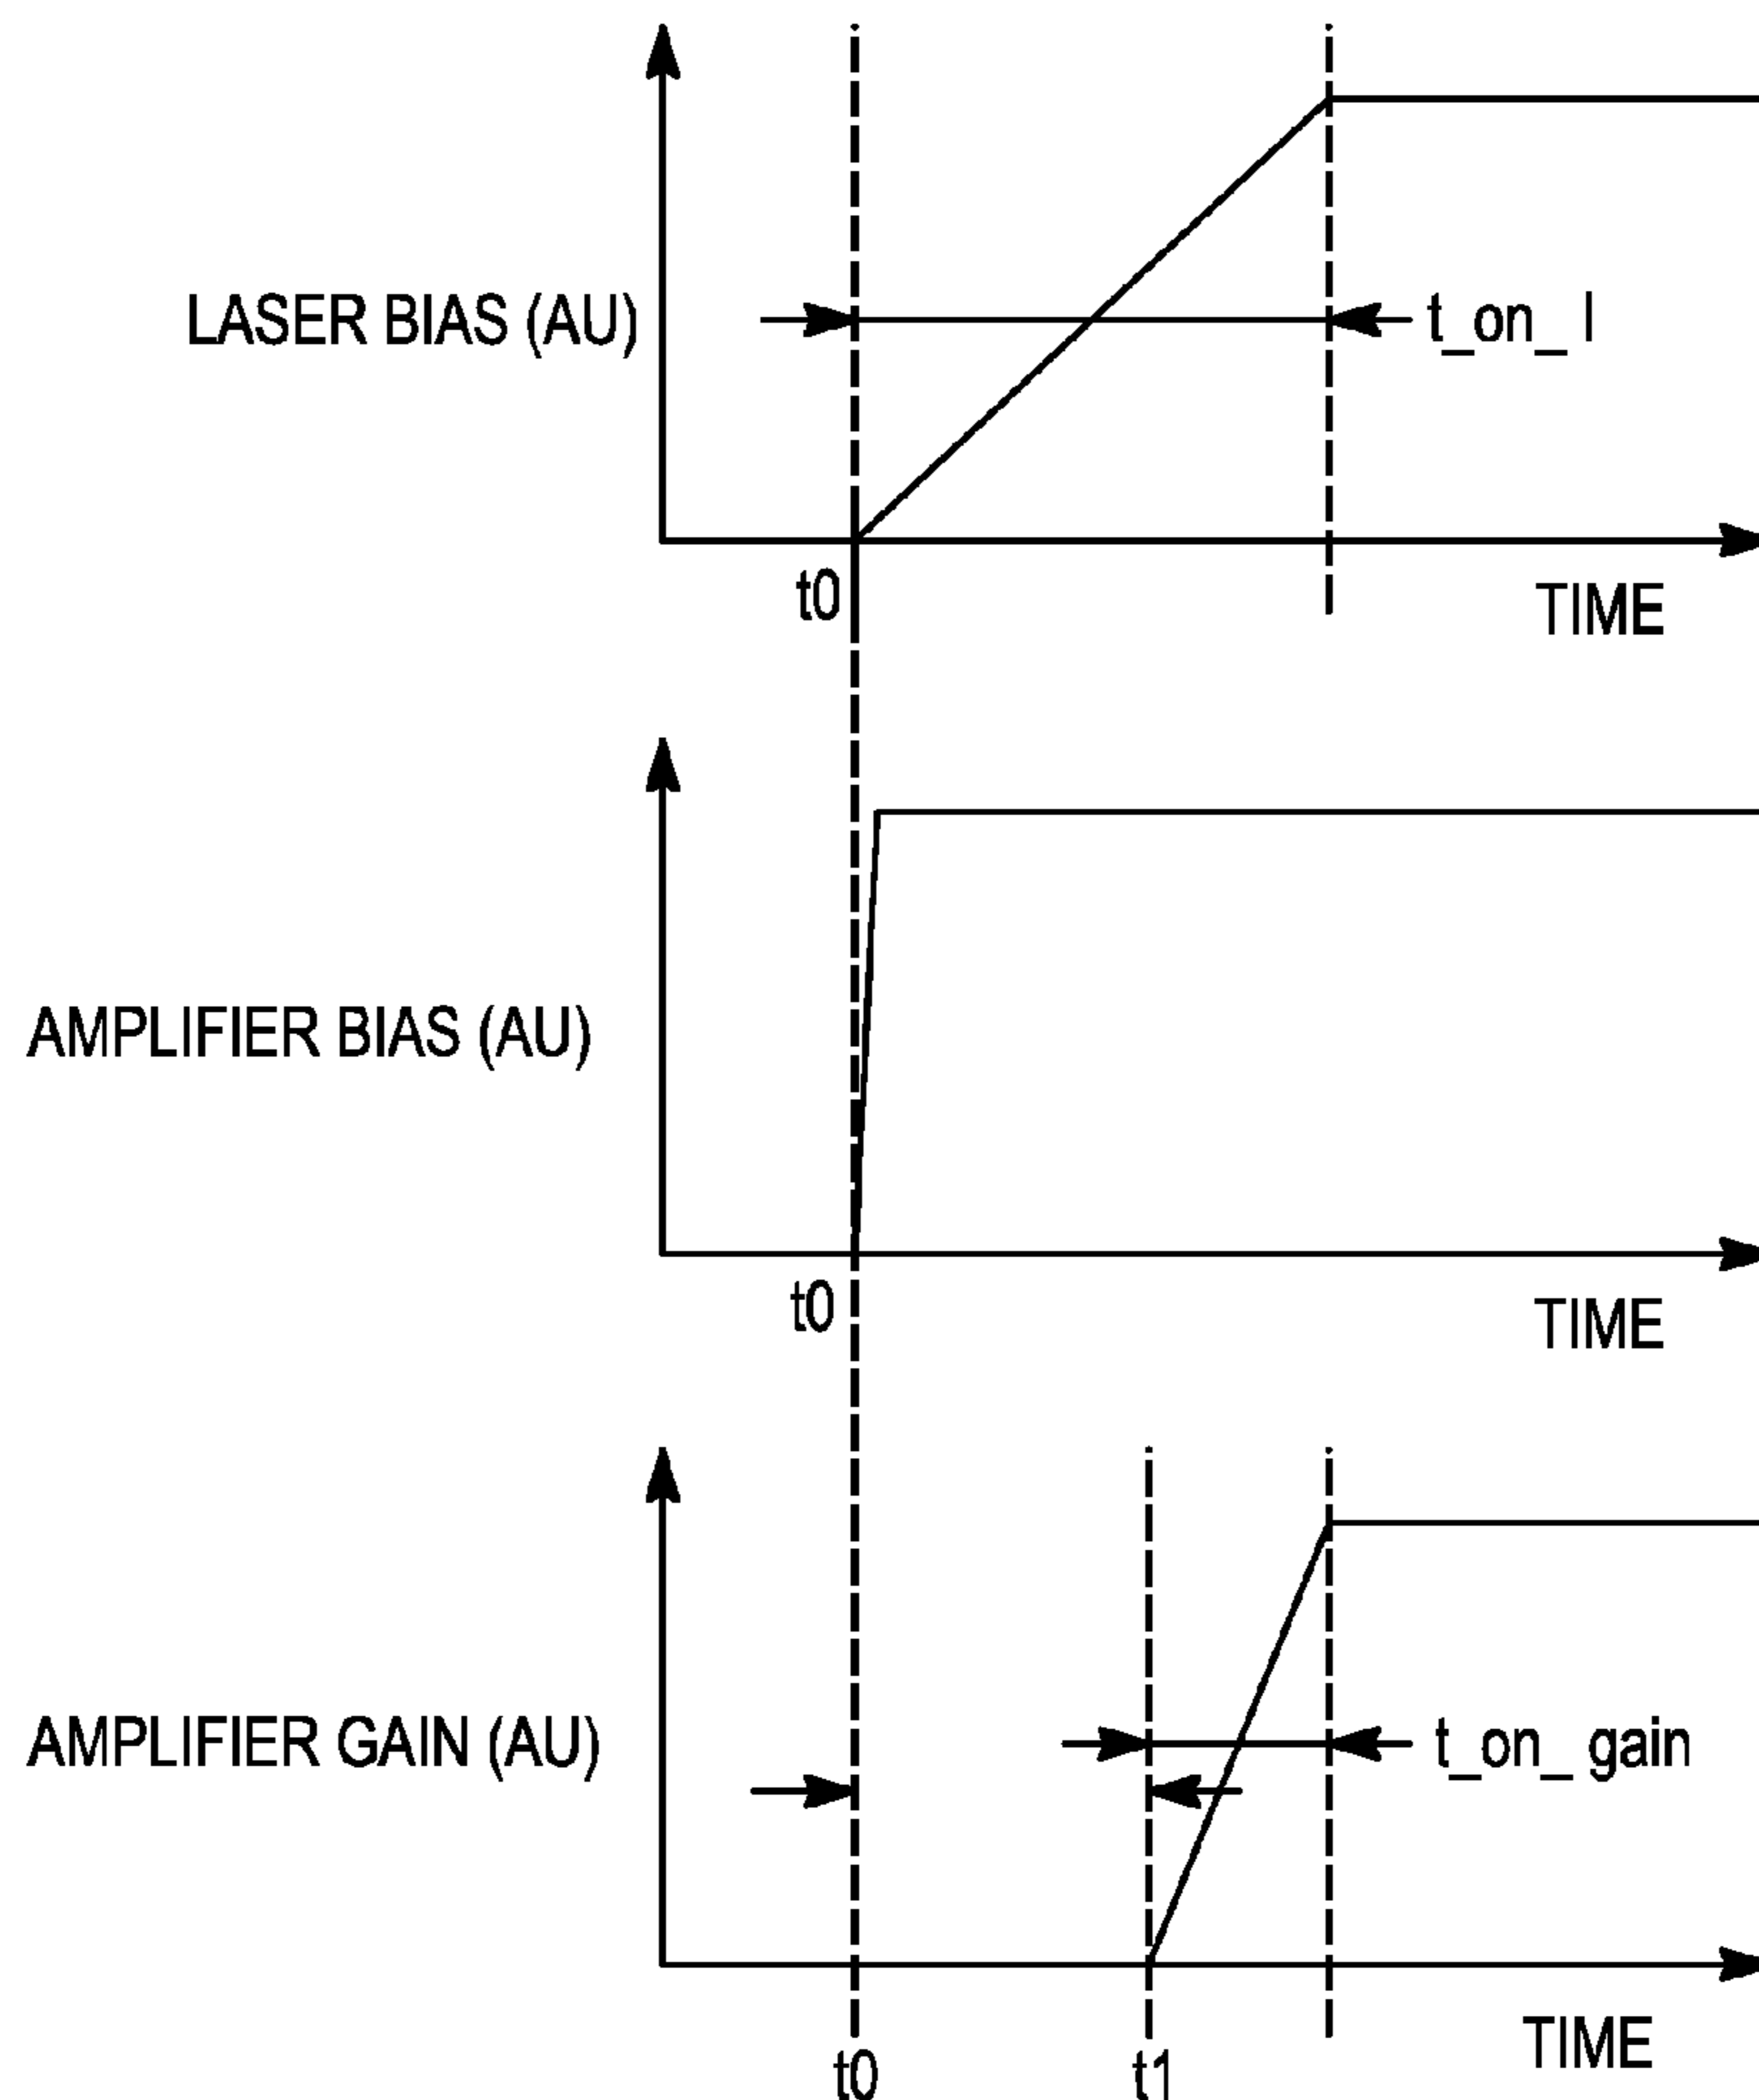 LASER BIAS (AU)
t_on_ l
t0
TIME
AMPLIFIER BIAS (AU)
t0
TIME
AMPLIFIER GAIN (AU)
t_on_ gain
TIME
t0
t1